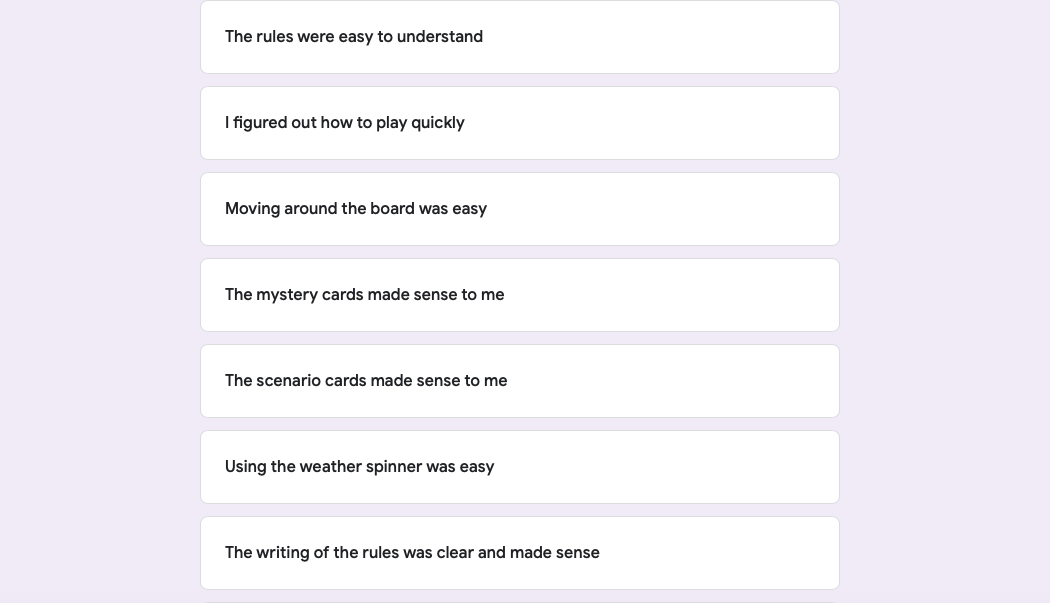 The rules were easy to understand
I figured out how to play quickly
Moving around the board was easy
The mystery cards made sense to me
The scenario cards made sense to me
Using the weather spinner was easy
The writing of the rules was clear and made sense